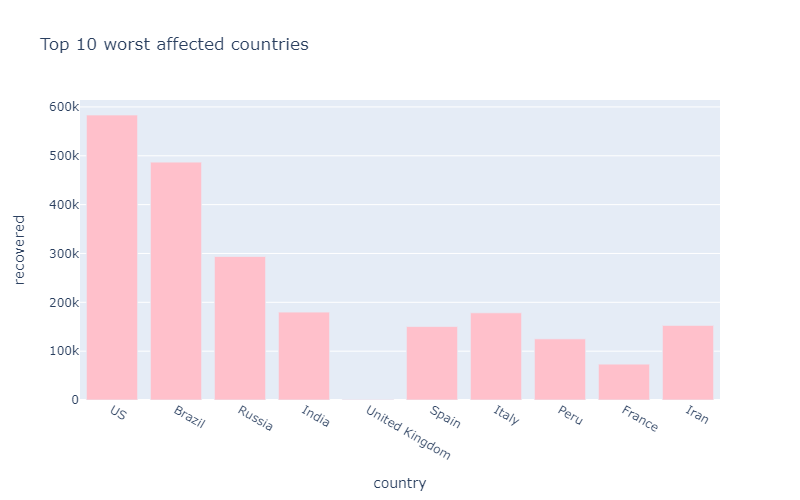 Top 10 worst affected countries
recovered
600k
500k
400k
300k
200k
100k
0
US
Brazil
Russia
India
United Kingdom
Spain
Italy
Peru
France
Iran
country